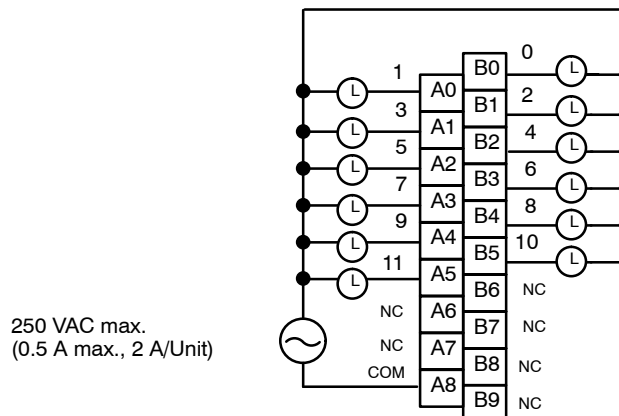 0
B0
L
1
L
A0
2
B1
L
3
L
A1
4
B2
L
5
L
A2
6
B3
L
7
L
A3
8
B4
L
9
L
A4
10
B5
L
11
L
A5
B6
NC
NC
A6
B7
NC
NC
A7
B8
NC
COM
A8
B9
NC
250 VAC max.
(0.5 A max., 2 A/Unit)